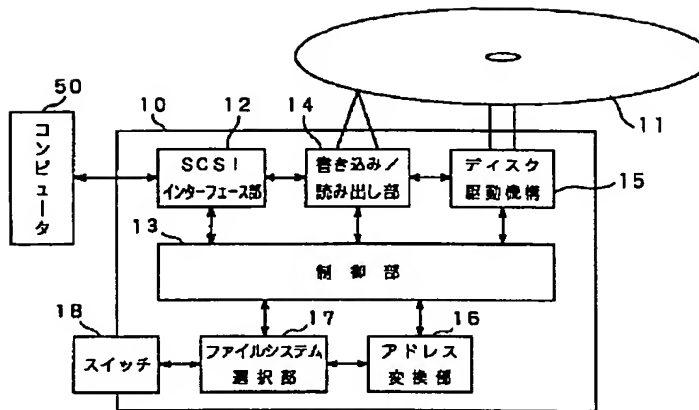 50
コンピュータ
10
12
SCSI
インターフェース部
14
書き込み/
読み出し部
11
ディスク
駆動機構
15
13
制御部
18
スイッチ
17
ファイルシステム
選択部
16
アドレス
変換部